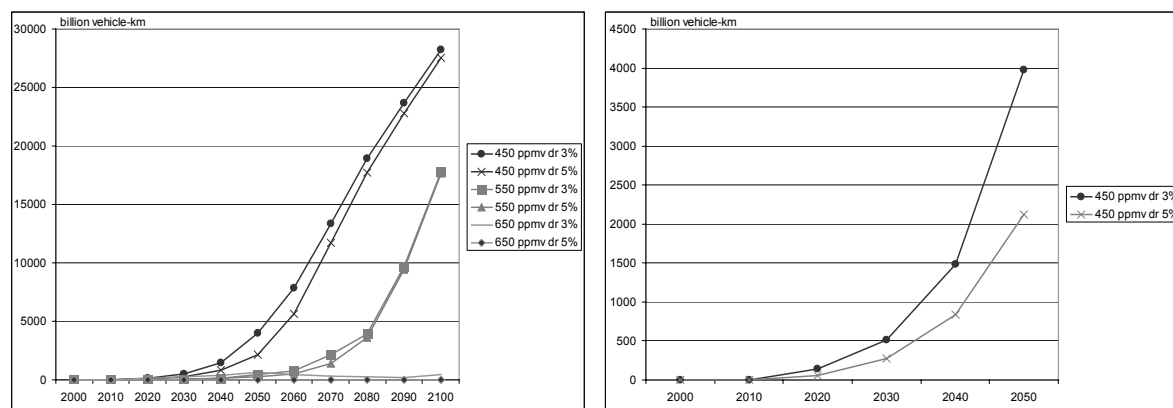 billion vehicle-km
30000
25000
20000
15000
10000
5000
0
2000 2010 2020 2030 2040 2050 2060 2070 2080 2090 2100
450 ppmv dr 3%
450 ppmv dr 5%
550 ppmv dr 3%
550 ppmv dr 5%
650 ppmv dr 3%
650 ppmv dr 5%
billion vehicle-km
4500
4000
3500
3000
2500
2000
1500
1000
500
0
2000 2010 2020 2030 2040 2050
450 ppmv dr 3%
450 ppmv dr 5%